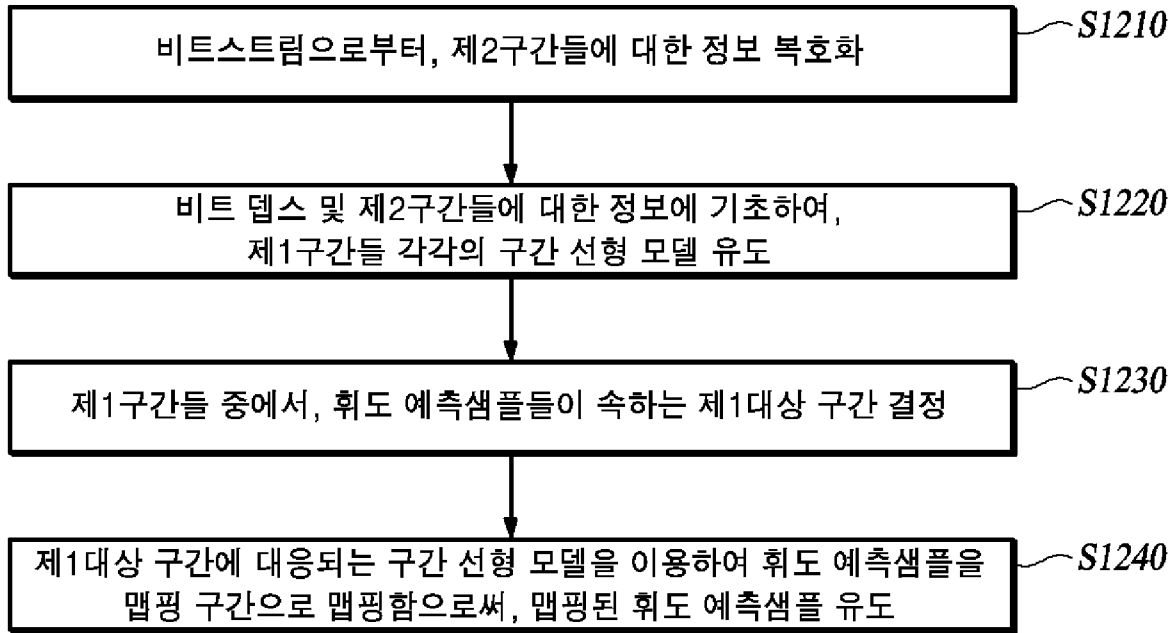 비트스트림으로부터, 제2구간들에 대한 정보 복호화
S1210
비트 뎁스 및 제2구간들에 대한 정보에 기초하여,
제1구간들 각각의 구간 선형 모델 유도
S1220
제1구간들 중에서, 휘도 예측샘플들이 속하는 제1대상 구간 결정
S1230
제1대상 구간에 대응되는 구간 선형 모델을 이용하여 휘도 예측샘플을
맵핑 구간으로 맵핑함으로써, 맵핑된 휘도 예측샘플 유도
S1240